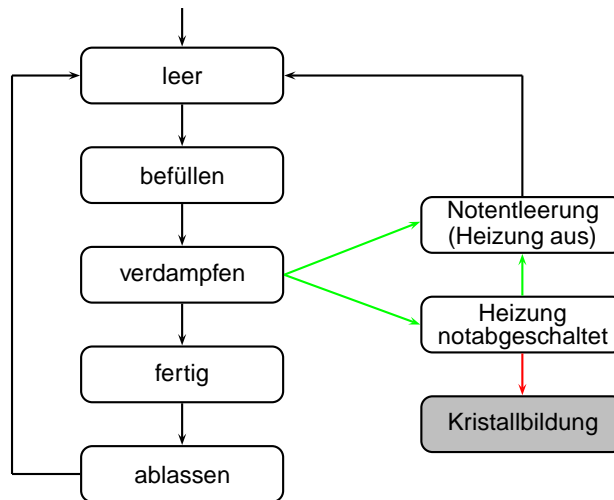 leer
befüllen
verdampfen
fertig
ablassen
Notentleerung
(Heizung aus)
Heizung
notabgeschaltet
Kristallbildung